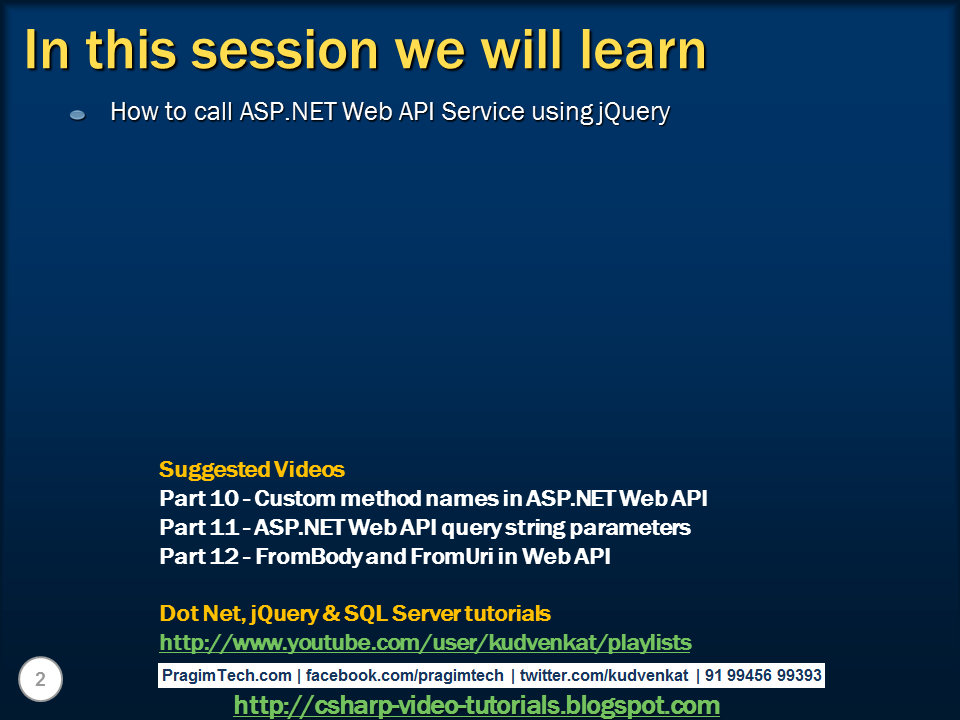 In this session we will learn
How to call ASP.NET Web API Service using jQuery
Suggested Videos
Part 10 - Custom method names in ASP.NET Web API
Part 11 - ASP.NET Web API query string parameters
Part 12 - FromBody and FromUri in Web API
Dot Net, jQuery & SQL Server tutorials
http://www.youtube.com/user/kudvenkat/playlists
2
PragimTech.com | facebook.com/pragimtech | twitter.com/kudvenkat | 91 99456 99393
http://csharp-video-tutorials.blogspot.com